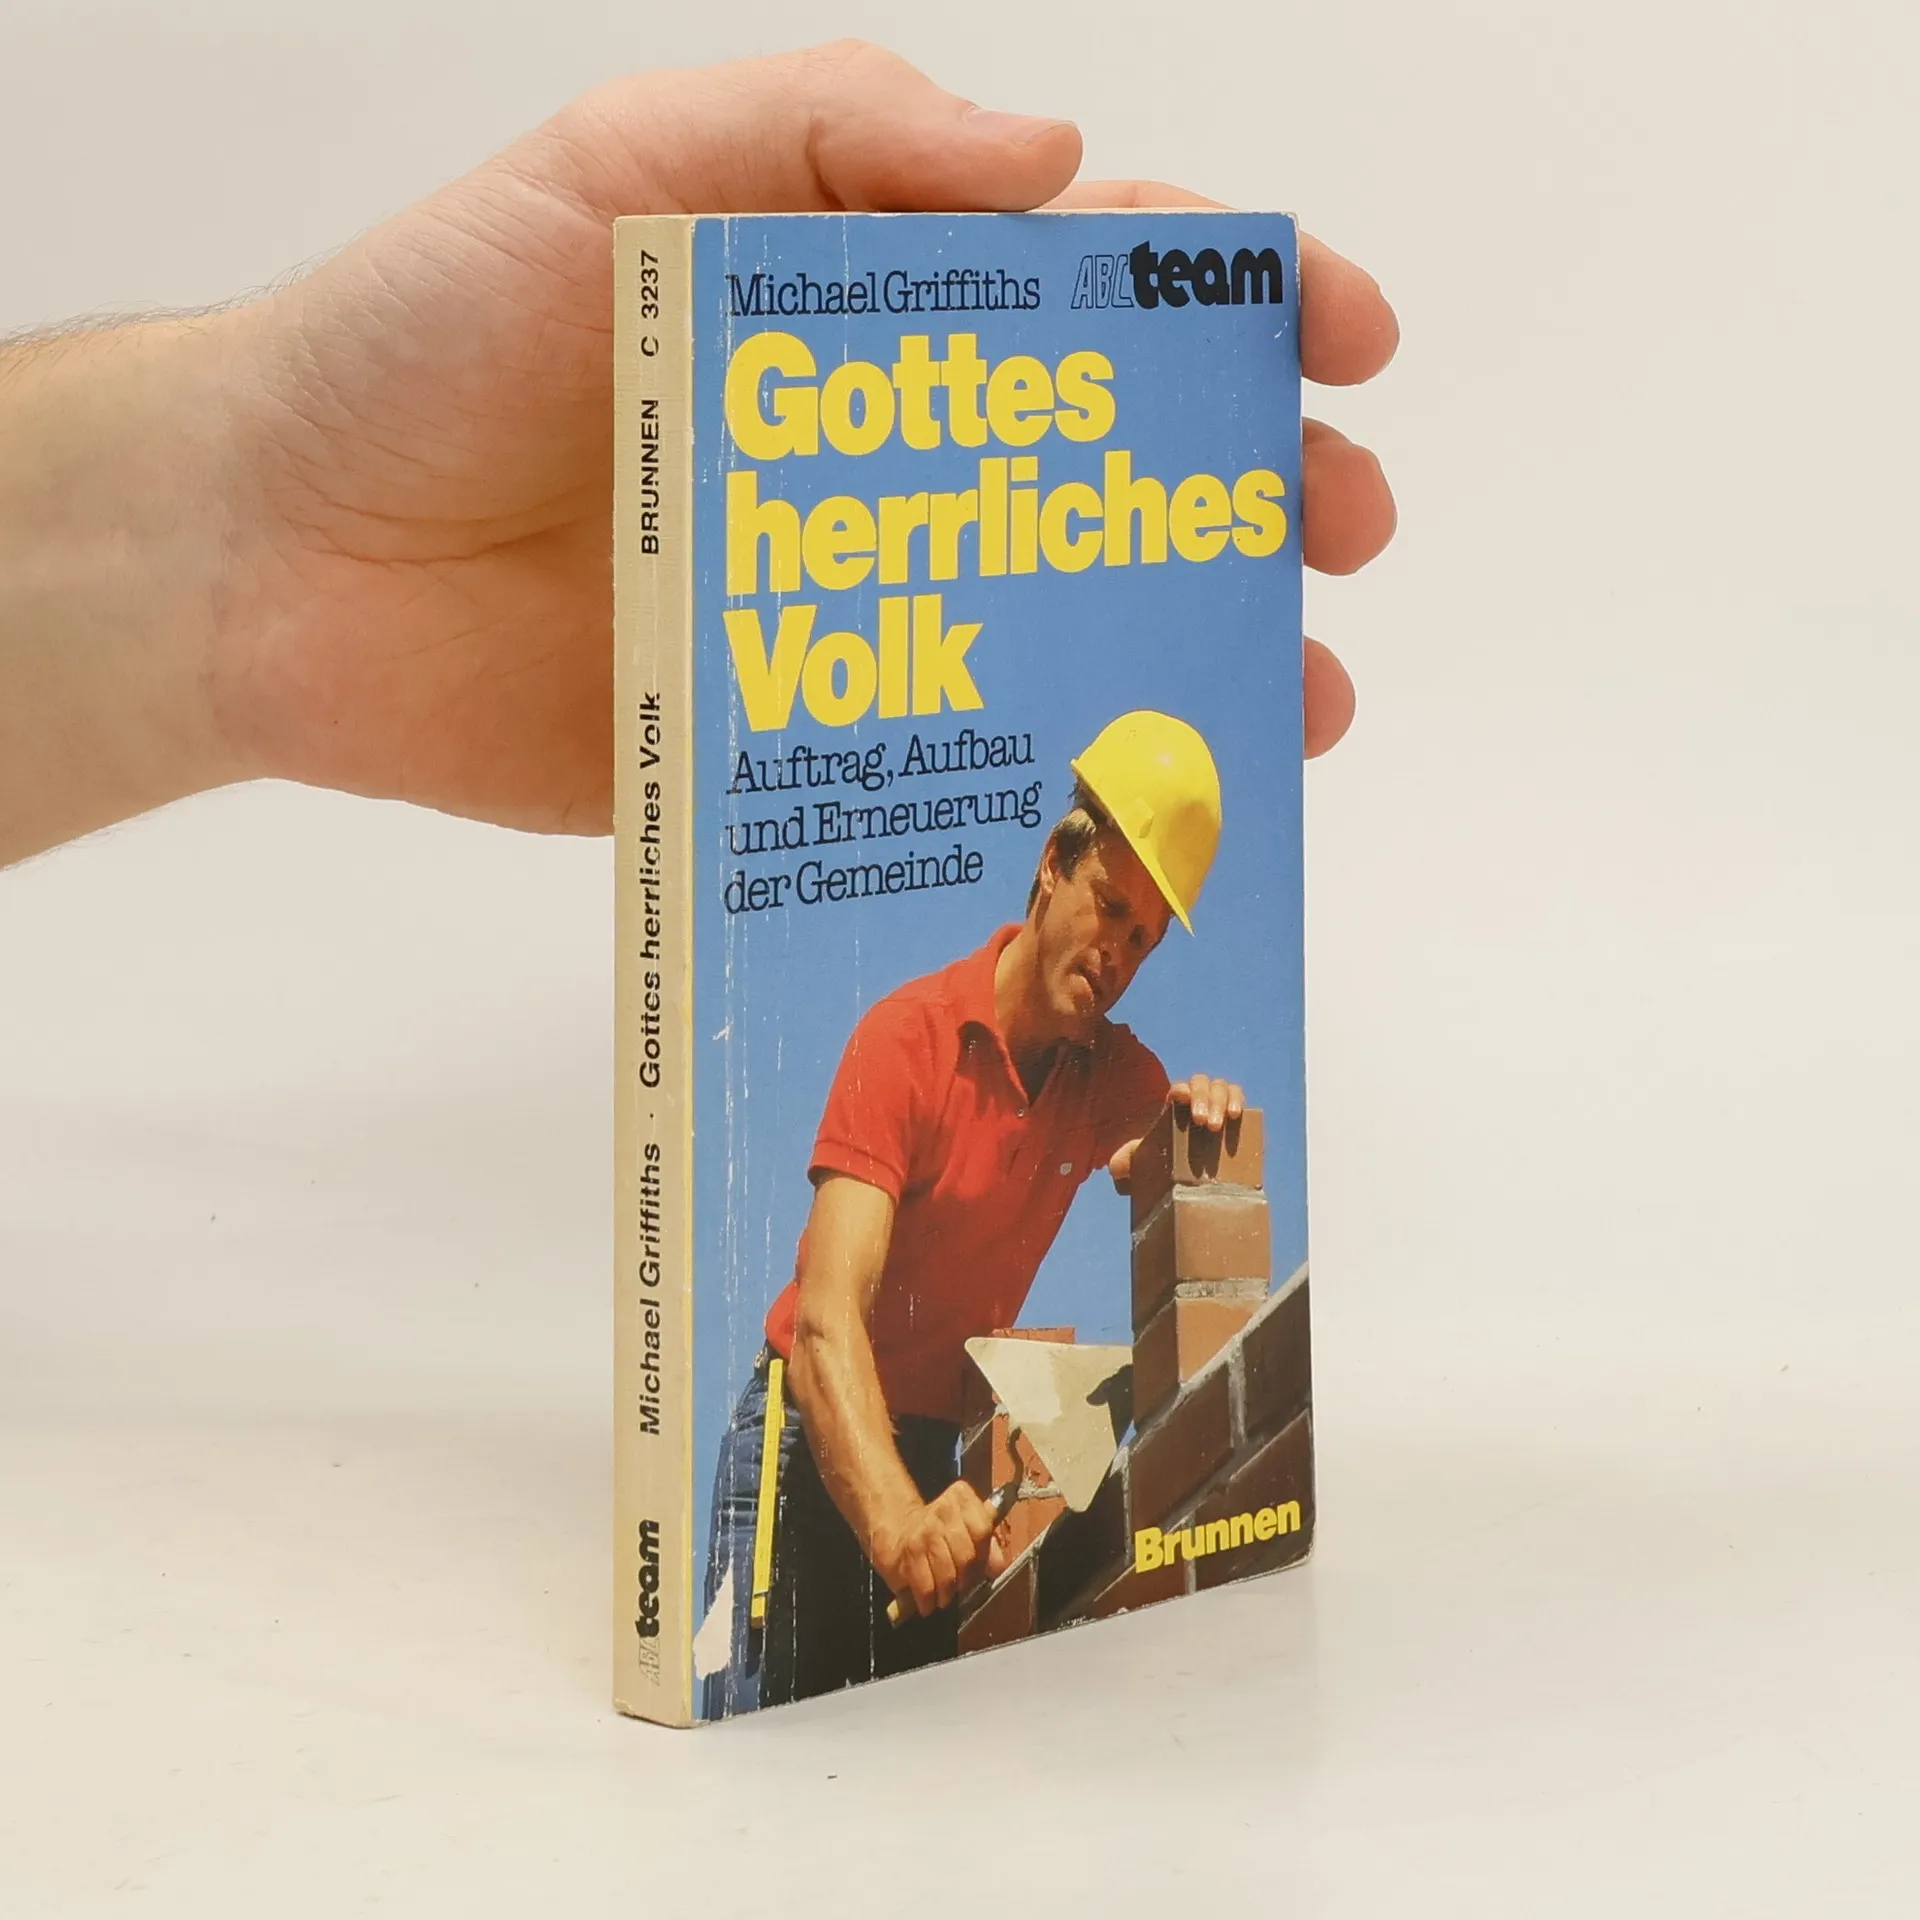 Michael Griffiths
ABCteam
Gottes
herrliches
Volk
Auftrag, Aufbau
und Erneuerung
der Gemeinde
Brunnen
ABCteam Michael Griffiths · Gottes herrliches Volk BRUNNEN C 3237